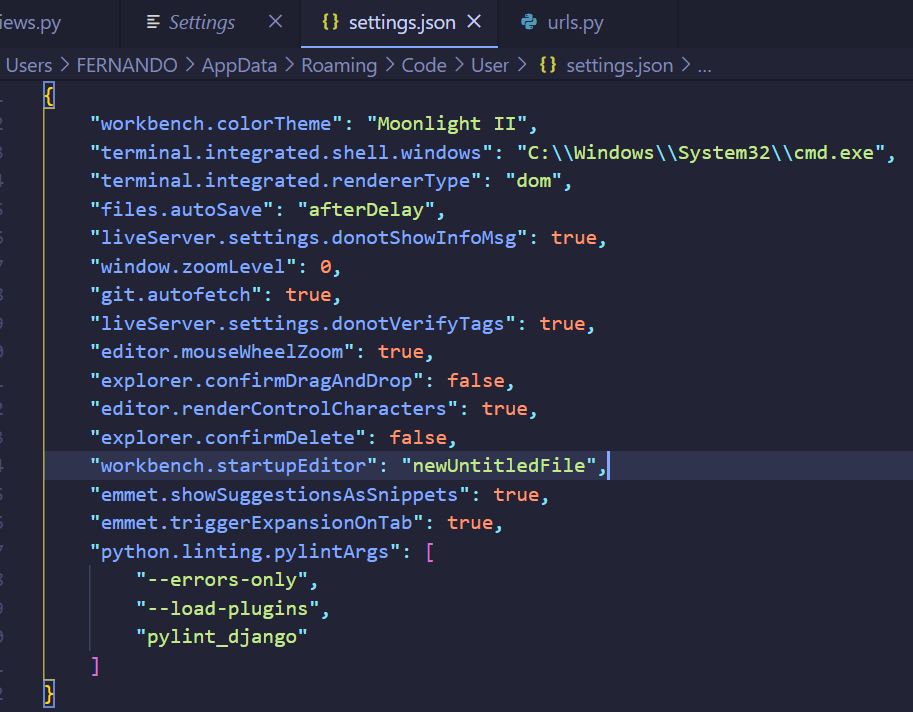 iews.py Settings settings.json urls.py
Users > FERNANDO > AppData > Roaming > Code > User > {} settings.json > ...
{
"workbench.colorTheme": "Moonlight II",
"terminal.integrated.shell.windows": "C:\\Windows\\System32\\cmd.exe",
"terminal.integrated.rendererType": "dom",
"files.autoSave": "afterDelay",
"liveServer.settings.donotShowInfoMsg": true,
"window.zoomLevel": 0,
"git.autofetch": true,
"liveServer.settings.donotVerifyTags": true,
"editor.mouseWheelZoom": true,
"explorer.confirmDragAndDrop": false,
"editor.renderControlCharacters": true,
"explorer.confirmDelete": false,
"workbench.startupEditor": "newUntitledFile",
"emmet.showSuggestionsAsSnippets": true,
"emmet.triggerExpansionOnTab": true,
"python.linting.pylintArgs": [
"--errors-only",
"--load-plugins",
"pylint_django"
]
}